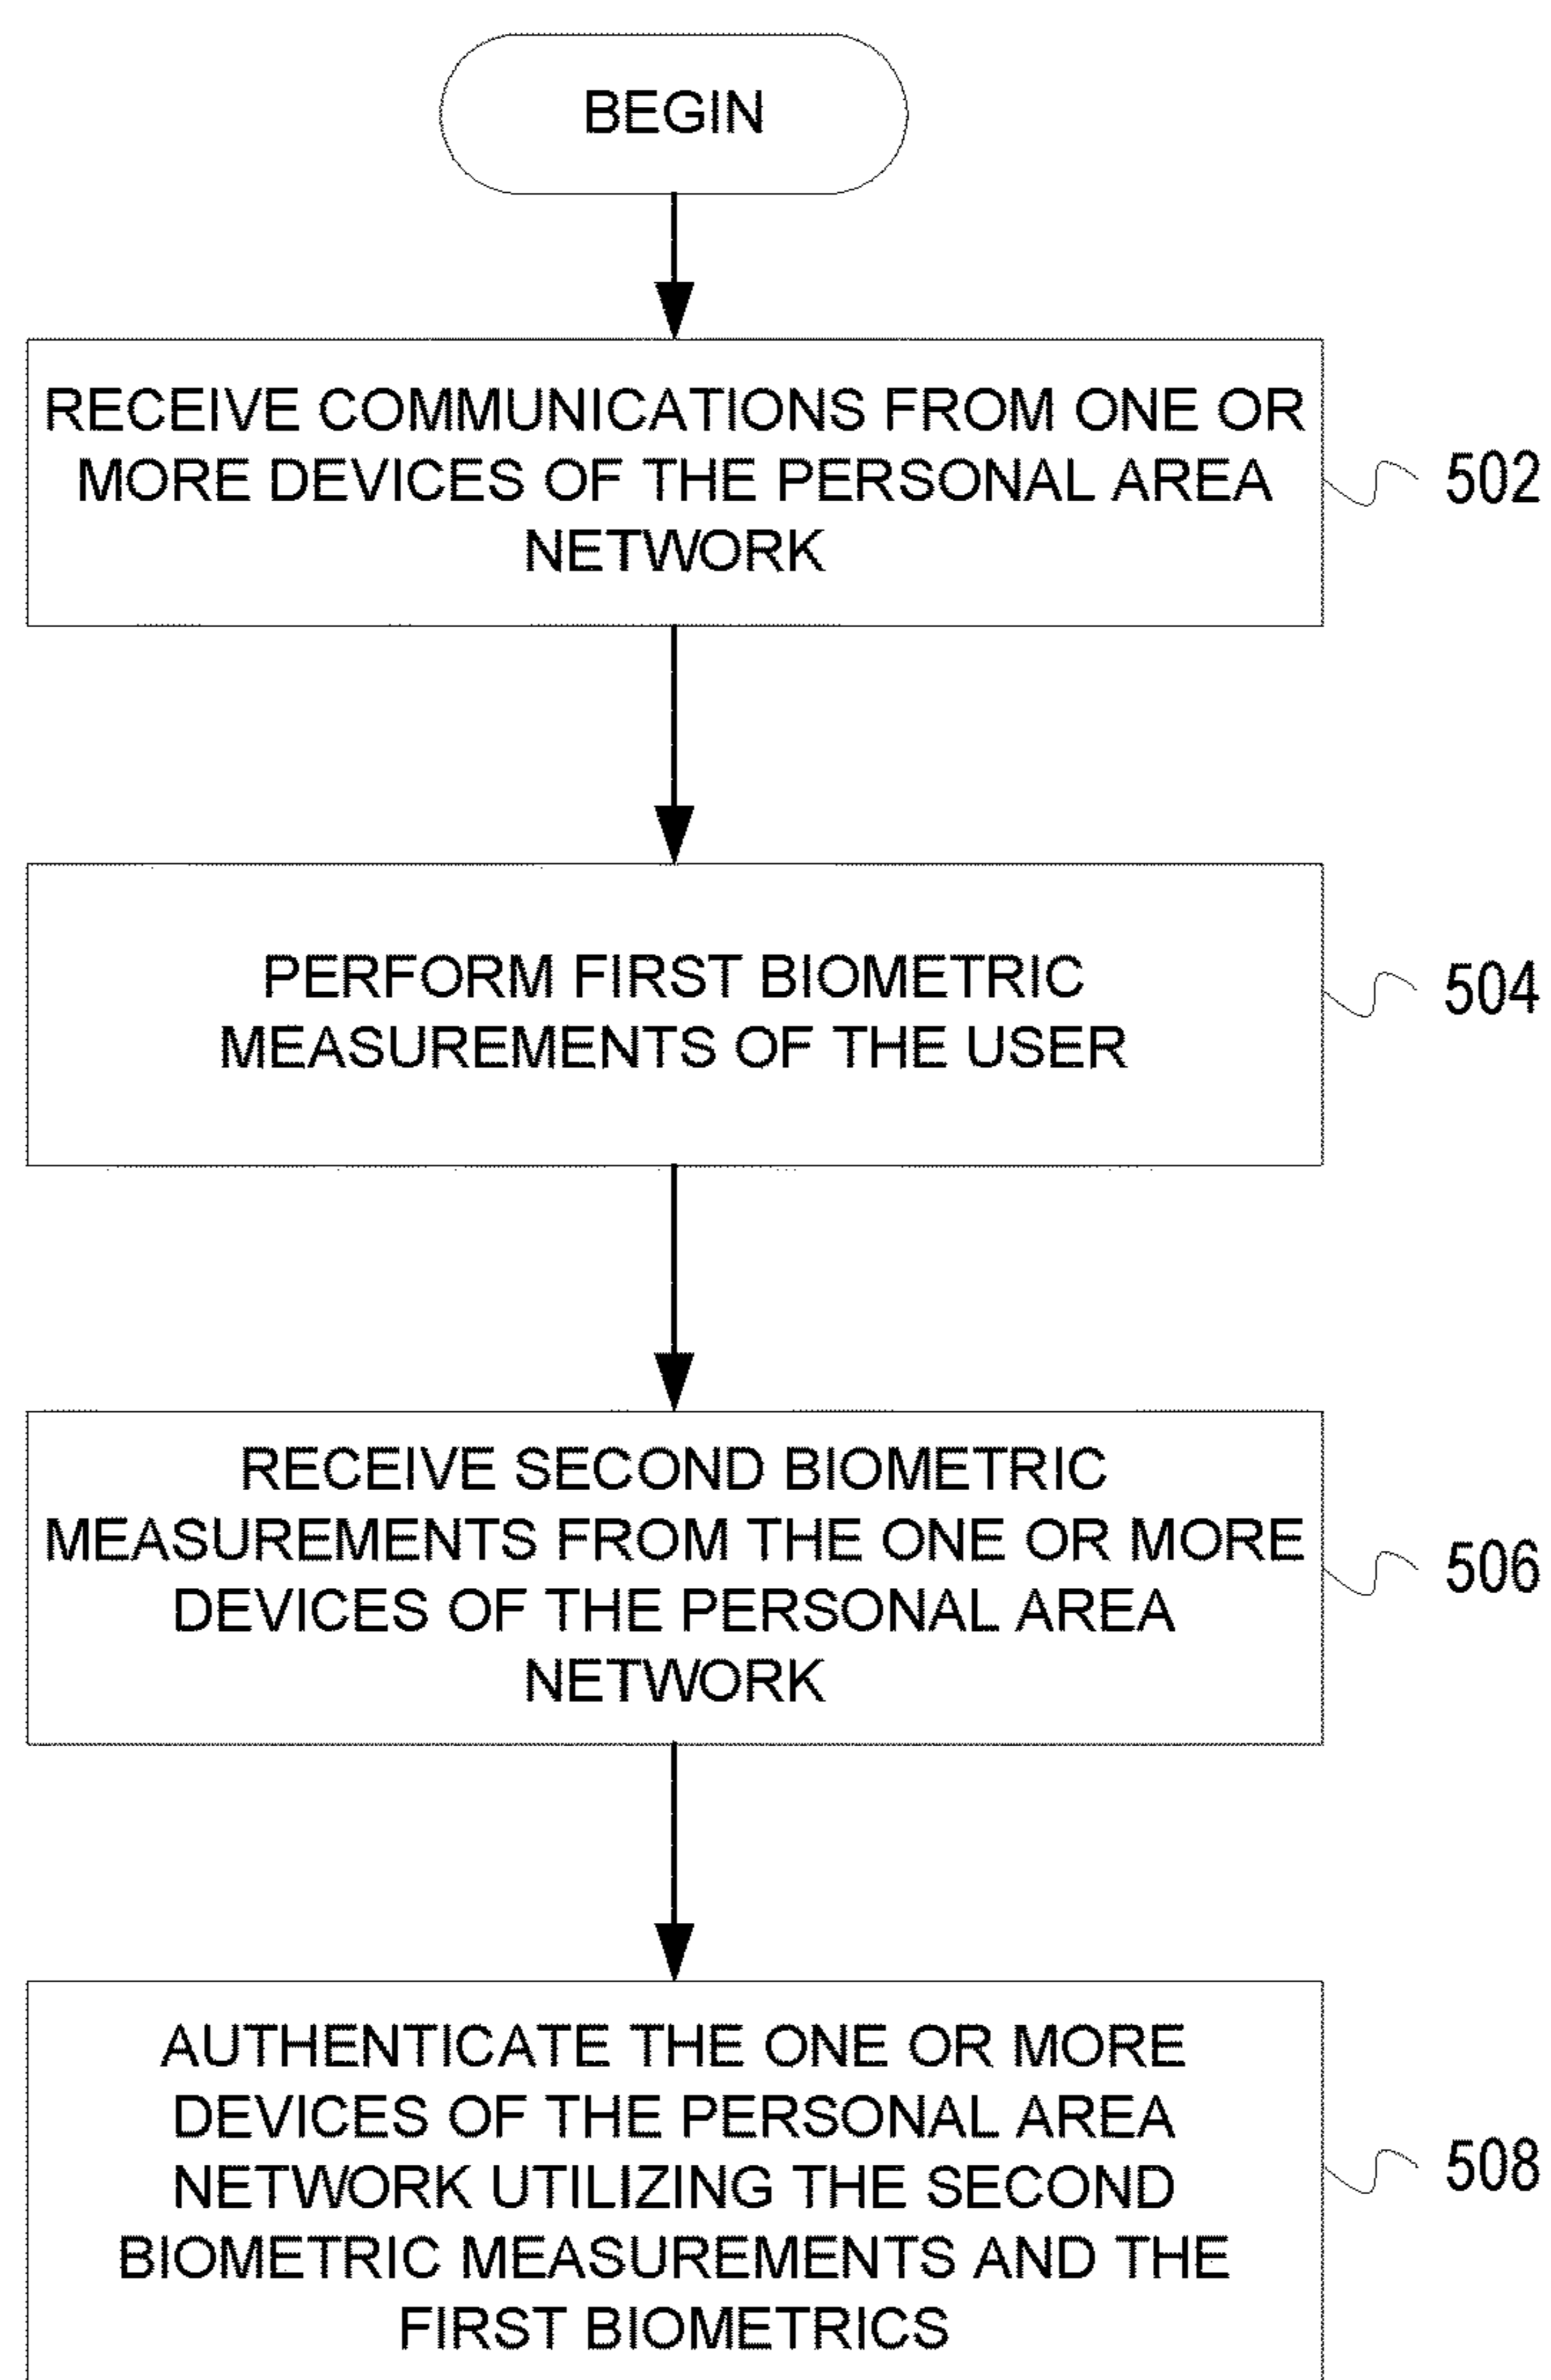 BEGIN
RECEIVE COMMUNICATIONS FROM ONE OR
MORE DEVICES OF THE PERSONAL AREA
NETWORK
502
PERFORM FIRST BIOMETRIC
MEASUREMENTS OF THE USER
504
RECEIVE SECOND BIOMETRIC
MEASUREMENTS FROM THE ONE OR MORE
DEVICES OF THE PERSONAL AREA
NETWORK
506
AUTHENTICATE THE ONE OR MORE
DEVICES OF THE PERSONAL AREA
NETWORK UTILIZING THE SECOND
BIOMETRIC MEASUREMENTS AND THE
FIRST BIOMETRICS
508